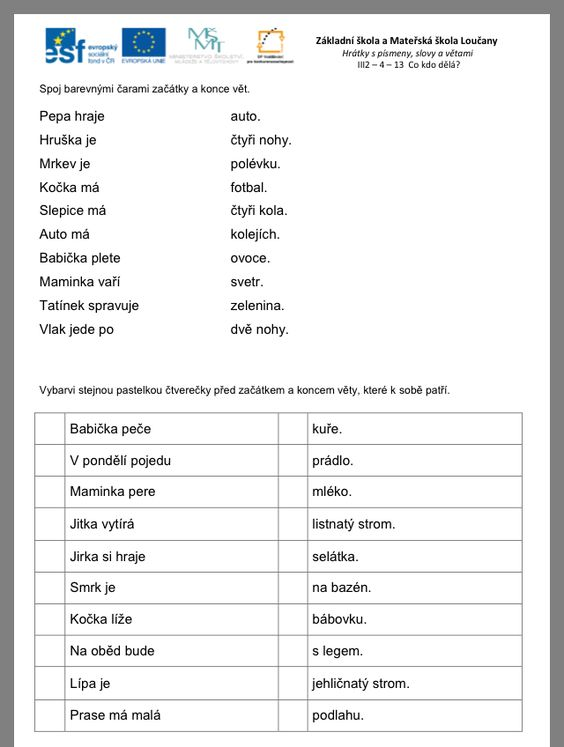 esf evropský sociální fond v ČR EVROPSKÁ UNIE MINISTERSTVO ŠKOLSTVÍ, MLÁDEŽE A TĚLOVÝCHOVY OP Vzdělávání pro konkurenceschopnost
Základní škola a Mateřská škola Loučany
Hrátky s písmeny, slovy a větami
III2 – 4 – 13 Co kdo dělá?
Spoj barevnými čarami začátky a konce vět.
Pepa hraje auto.
Hruška je čtyři nohy.
Mrkev je polévku.
Kočka má fotbal.
Slepice má čtyři kola.
Auto má kolejích.
Babička plete ovoce.
Maminka vaří svetr.
Tatínek spravuje zelenina.
Vlak jede po dvě nohy.
Vybarvi stejnou pastelkou čtverečky před začátkem a koncem věty, které k sobě patří.
Babička peče kuře.
V pondělí pojedu prádlo.
Maminka pere mléko.
Jitka vytírá listnatý strom.
Jirka si hraje selátka.
Smrk je na bazén.
Kočka líže bábovku.
Na oběd bude s legem.
Lípa je jehličnatý strom.
Prase má malá podlahu.